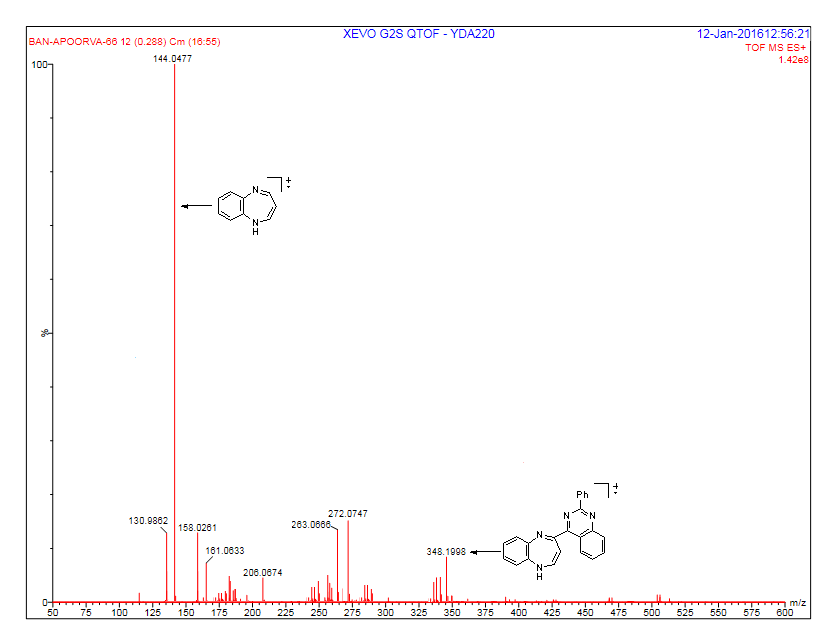 XEVO G2S QTOF - YDA220
12-Jan-201612:56:21
BAN-APOORVA-66 12 (0.288) Cm (16:55)
TOF MS ES+
1.42e8
100
144.0477
N
N
H
%
Ph
N
N
N
N
H
130.9862
158.0261
161.0633
206.0674
263.0666
272.0747
348.1998
0
50 75 100 125 150 175 200 225 250 275 300 325 350 375 400 425 450 475 500 525 550 575 600 m/z